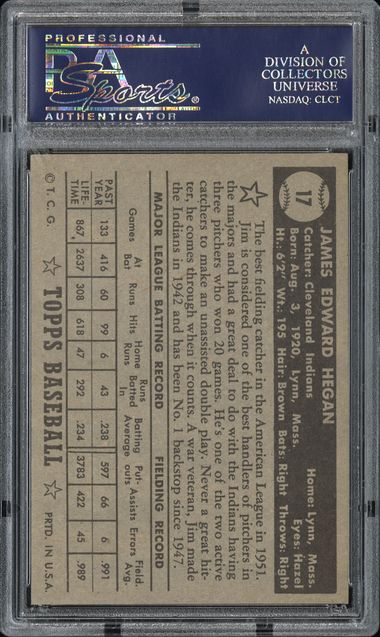 PROFESSIONAL
PSA
Sports
AUTHENTICATOR
A
DIVISION OF
COLLECTORS
UNIVERSE
NASDAQ: CLCT
17
JAMES EDWARD HEGAN
Catcher: Cleveland Indians Home: Lynn, Mass.
Born: Aug. 3, 1920, Lynn, Mass. Eyes: Hazel
Ht.: 6'2" Wt.: 195 Hair: Brown Bats: Right Throws: Right
The best fielding catcher in the American League in 1951,
Jim is considered one of the best handlers of pitchers in
the majors and had a great deal to do with the Indians having
three pitchers who won 20 games. He's one of the two active
catchers to make an unassisted double play. Never a great hit-
ter, he comes through when it counts. A war veteran, Jim made
the Indians in 1942 and has been No. 1 backstop since 1947.
MAJOR LEAGUE BATTING RECORD FIELDING RECORD
Runs
At Home Batted Batting Put- Field.
Games Bat Runs Hits Runs In Average outs Assists Errors Avg.
PAST
YEAR 133 416 60 99 6 43 .238 597 66 6 .991
LIFE-
TIME 867 2637 308 618 47 292 .234 3783 422 45 .989
© T. C. G. TOPPS BASEBALL PRTD. IN U.S.A.